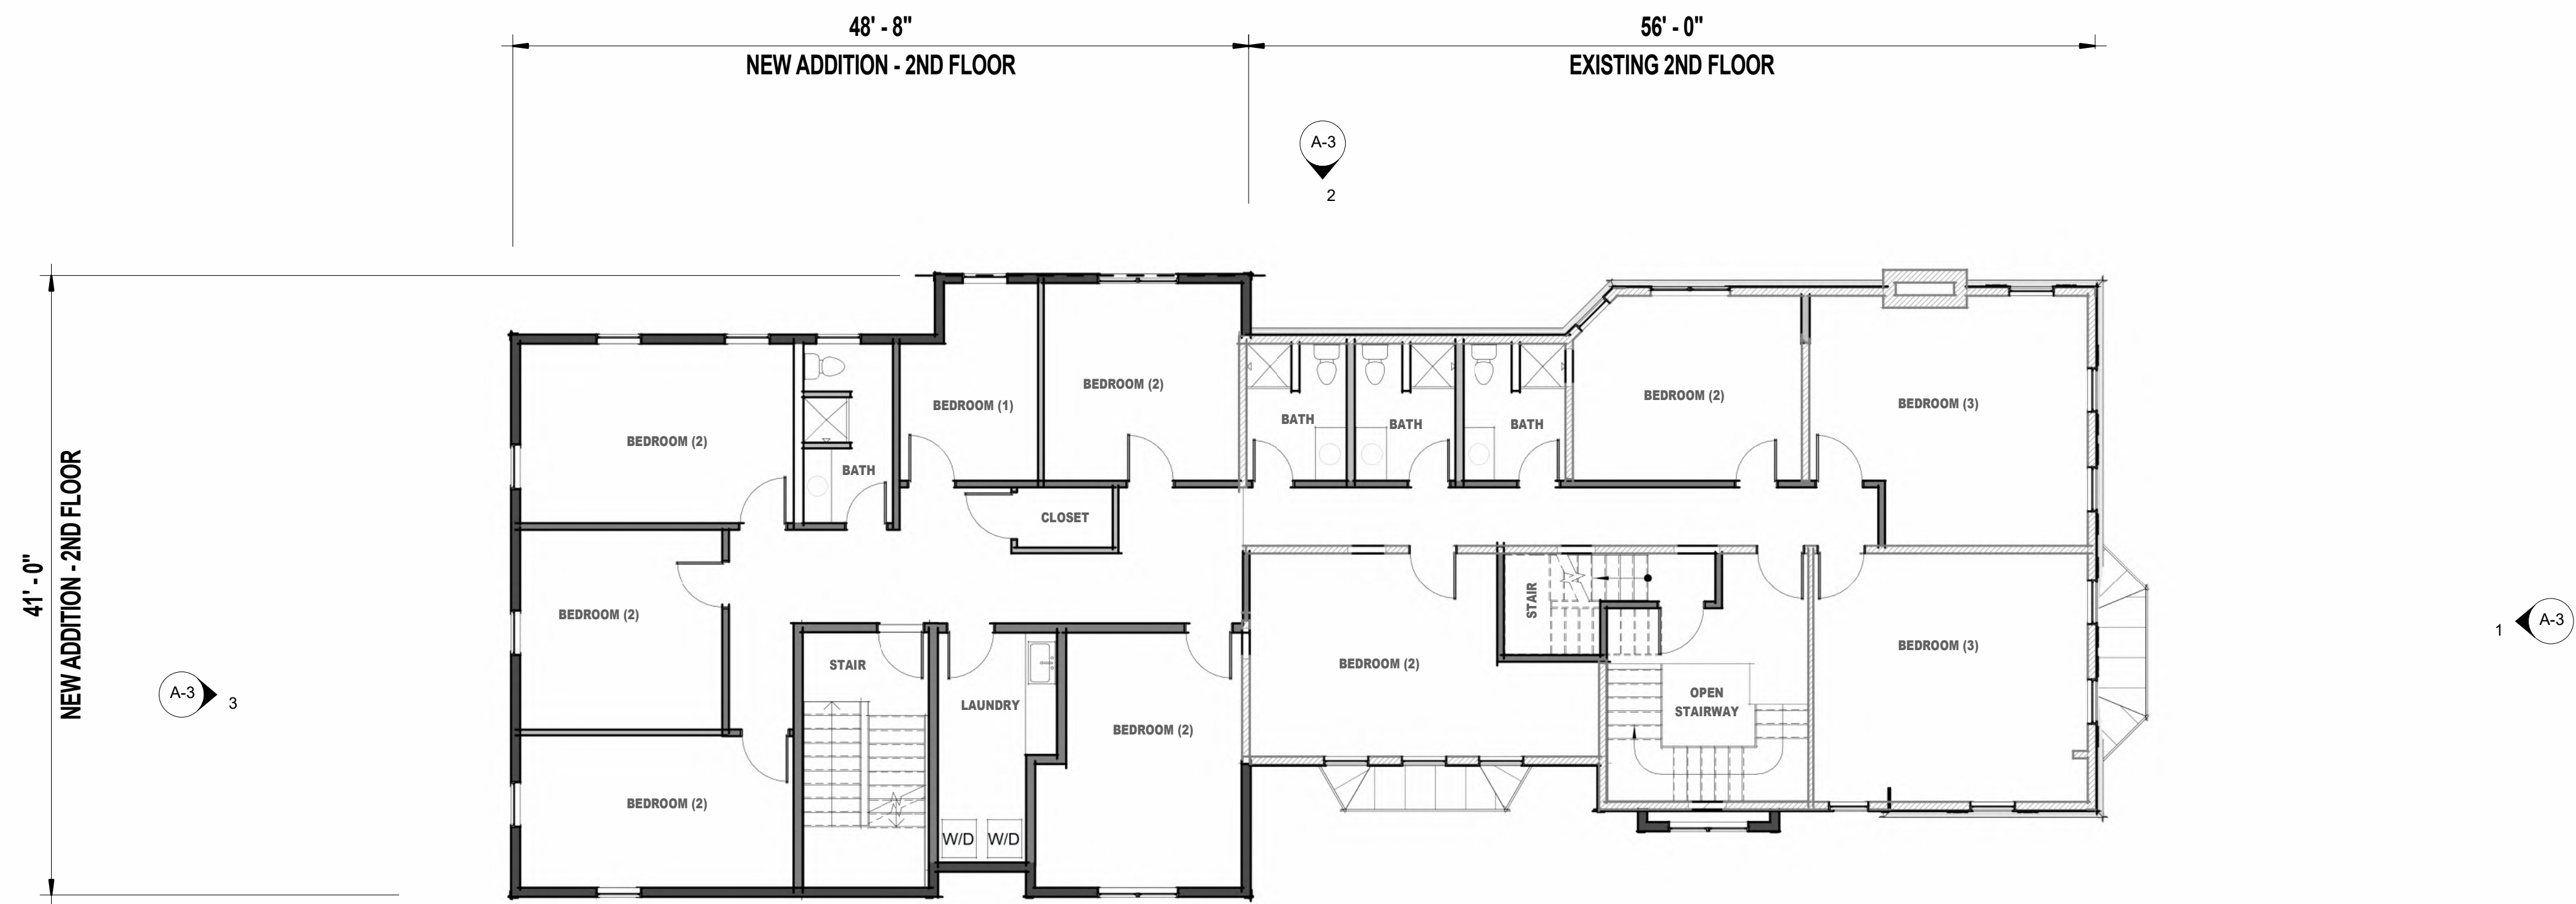 48' - 8"
56' - 0"
NEW ADDITION - 2ND FLOOR
EXISTING 2ND FLOOR
A-3
2
41' - 0"
NEW ADDITION - 2ND FLOOR
A-3
3
BEDROOM (2)
BATH
BEDROOM (1)
BEDROOM (2)
CLOSET
BEDROOM (2)
BEDROOM (2)
STAIR
LAUNDRY
W/D
W/D
BEDROOM (2)
BATH
BATH
BATH
BEDROOM (2)
BEDROOM (3)
BEDROOM (2)
STAIR
OPEN
STAIRWAY
BEDROOM (3)
1
A-3